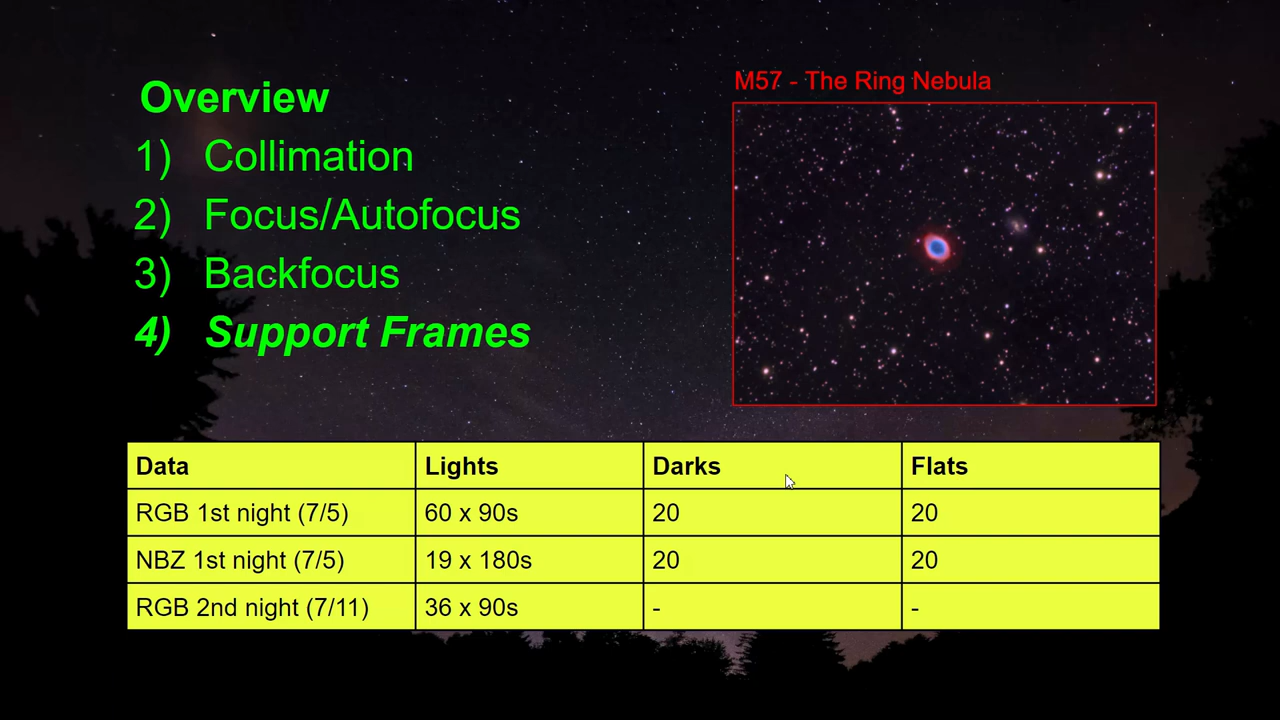 Overview
1) Collimation
2) Focus/Autofocus
3) Backfocus
4) Support Frames
M57 - The Ring Nebula
Data Lights Darks Flats
RGB 1st night (7/5) 60 x 90s 20 20
NBZ 1st night (7/5) 19 x 180s 20 20
RGB 2nd night (7/11) 36 x 90s - -